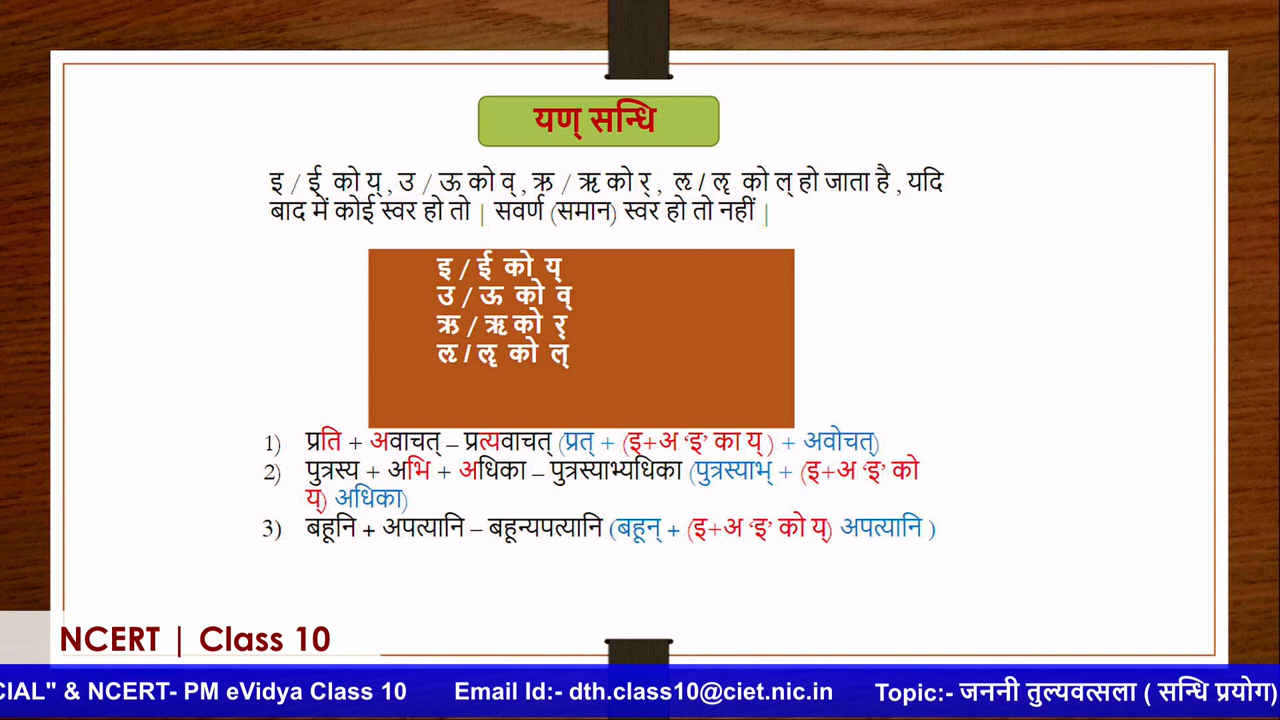 यण् सन्धि
इ / ई को य् , उ / ऊ को व् , ऋ / ॠ को र् , ऌ / ॡ को ल् हो जाता है , यदि
बाद में कोई स्वर हो तो | सवर्ण (समान) स्वर हो तो नहीं |
इ / ई को य्
उ / ऊ को व्
ऋ / ॠ को र्
ऌ / ॡ को ल्
1) प्रति + अवाचत् – प्रत्यवाचत् (प्रत् + (इ+अ ‘इ’ का य् ) + अवोचत्)
2) पुत्रस्य + अभि + अधिका – पुत्रस्याभ्यधिका (पुत्रस्याभ् + (इ+अ ‘इ’ को
य्) अधिका)
3) बहूनि + अपत्यानि – बहून्यपत्यानि (बहून् + (इ+अ ‘इ’ को य्) अपत्यानि )
NCERT | Class 10
CIAL" & NCERT- PM eVidya Class 10 Email Id:- dth.class10@ciet.nic.in Topic:- जननी तुल्यवत्सला ( सन्धि प्रयोग)